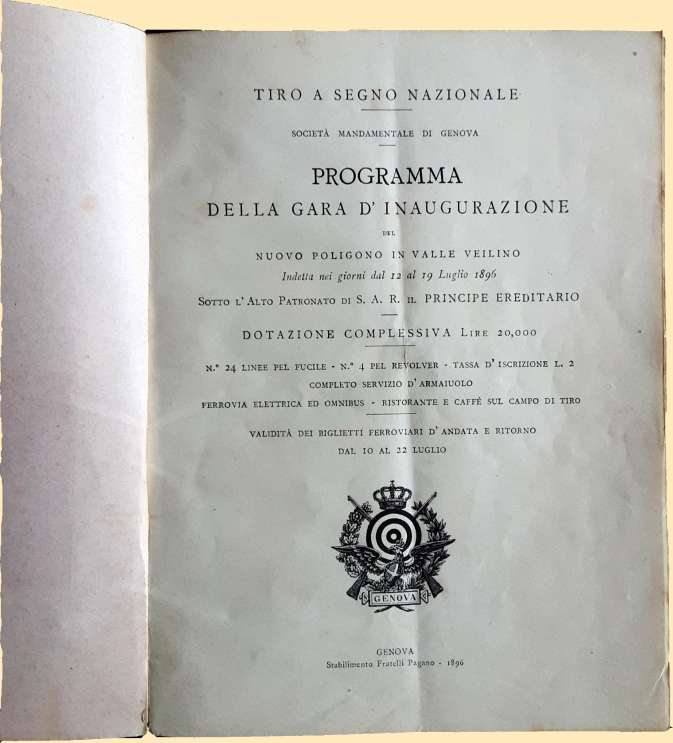 TIRO A SEGNO NAZIONALE
SOCIETÀ MANDAMENTALE DI GENOVA
PROGRAMMA
DELLA GARA D' INAUGURAZIONE
DEL
NUOVO POLIGONO IN VALLE VEILINO
Indetta nei giorni dal 12 al 19 Luglio 1896
SOTTO L' ALTO PATRONATO DI S. A. R. IL PRINCIPE EREDITARIO
DOTAZIONE COMPLESSIVA LIRE 20,000
N.° 24 LINEE PEL FUCILE - N.° 4 PEL REVOLVER - TASSA D' ISCRIZIONE L. 2
COMPLETO SERVIZIO D' ARMAIUOLO
FERROVIA ELETTRICA ED OMNIBUS - RISTORANTE E CAFFÉ SUL CAMPO DI TIRO
VALIDITÀ DEI BIGLIETTI FERROVIARI D' ANDATA E RITORNO
DAL 10 AL 22 LUGLIO
GENOVA
GENOVA
Stabilimento Fratelli Pagano - 1896